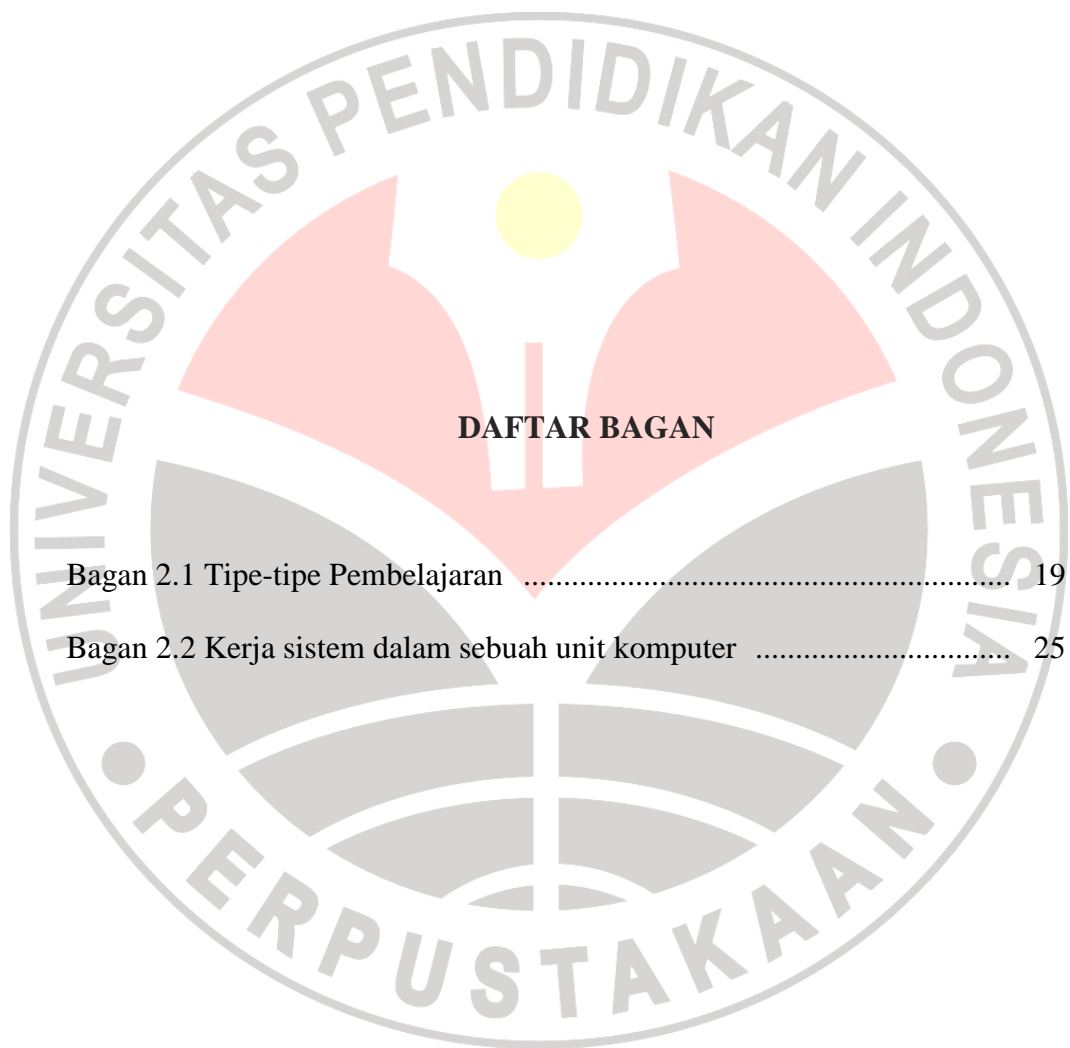 UNIVERSITAS PENDIDIKAN INDONESIA
DAFTAR BAGAN
Bagan 2.1 Tipe-tipe Pembelajaran ............................................................. 19
Bagan 2.2 Kerja sistem dalam sebuah unit komputer ................................ 25
PERPUSTAKAAN